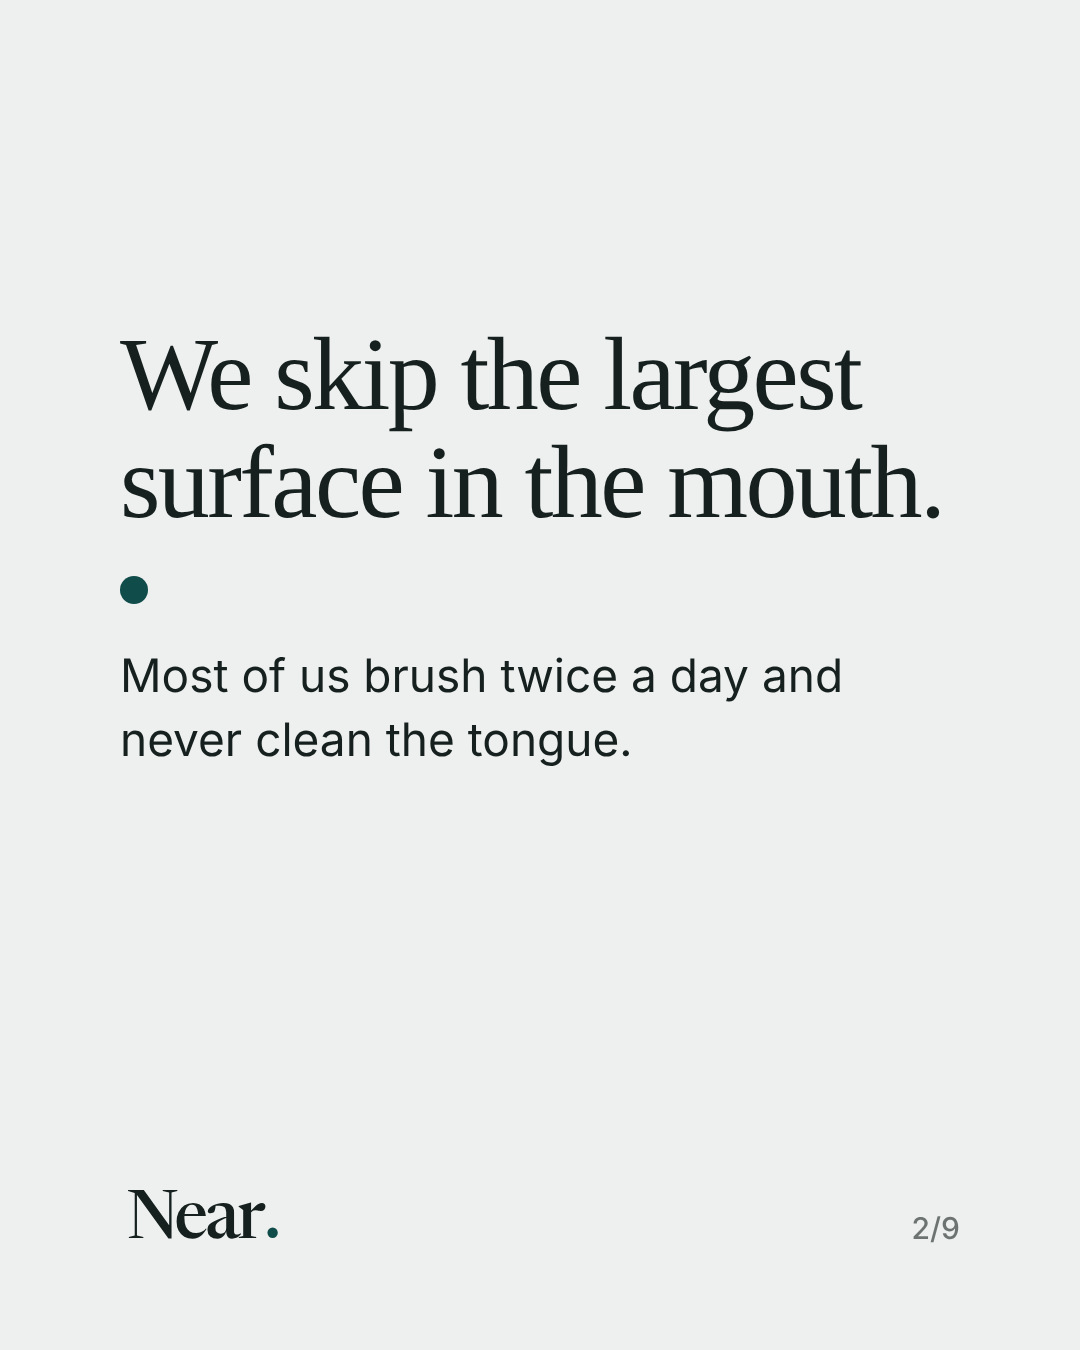 We skip the largest
surface in the mouth.
Most of us brush twice a day and
never clean the tongue.
Near.
2/9